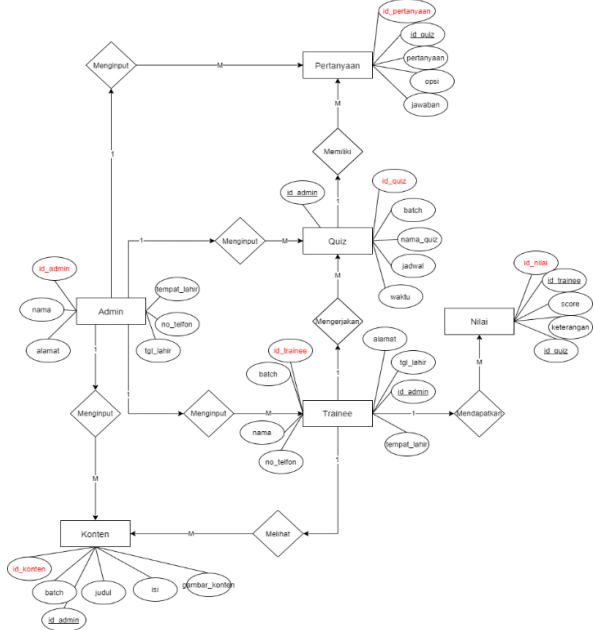 id_pertanyaan
id_quiz
pertanyaan
opsi
jawaban
Pertanyaan
Menginput
M
M
1
Memiliki
1
id_admin
id_quiz
batch
nama_quiz
jadwal
waktu
Quiz
1
Menginput
M
M
id_admin
nama
alamat
Admin
tempat_lahir
no_telfon
tgl_lahir
Mengerjakan
1
id_nilai
id_trainee
score
keterangan
id_quiz
Nilai
M
id_trainee
batch
nama
no_telfon
Trainee
alamat
tgl_lahir
id_admin
tempat_lahir
1
1
Menginput
M
1
Mendapatkan
Menginput
M
1
Konten
M
Melihat
id_konten
batch
id_admin
judul
isi
gambar_konten